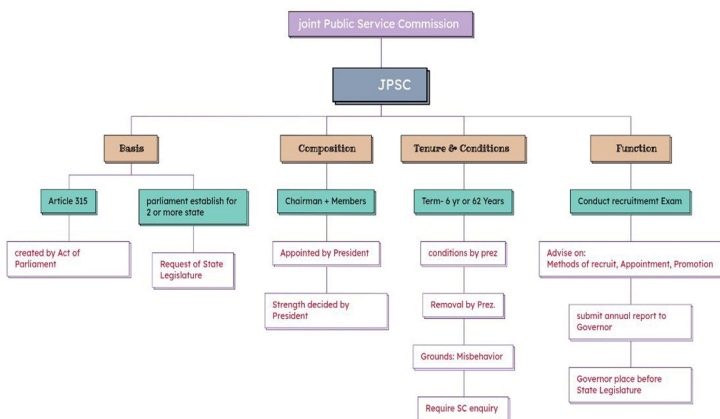 joint Public Service Commission
JPSC
Basis
Composition
Tenure & Conditions
Function
Article 315
parliament establish for
2 or more state
Chairman + Members
Term- 6 yr or 62 Years
Conduct recruitmemt Exam
created by Act of
Parliament
Request of State
Legislature
Appointed by President
Strength decided by
President
conditions by prez
Removal by Prez.
Grounds: Misbehavior
Require SC enquiry
Advise on:
Methods of recruit, Appointment, Promotion
submit annual report to
Governor
Governor place before
State Legislature